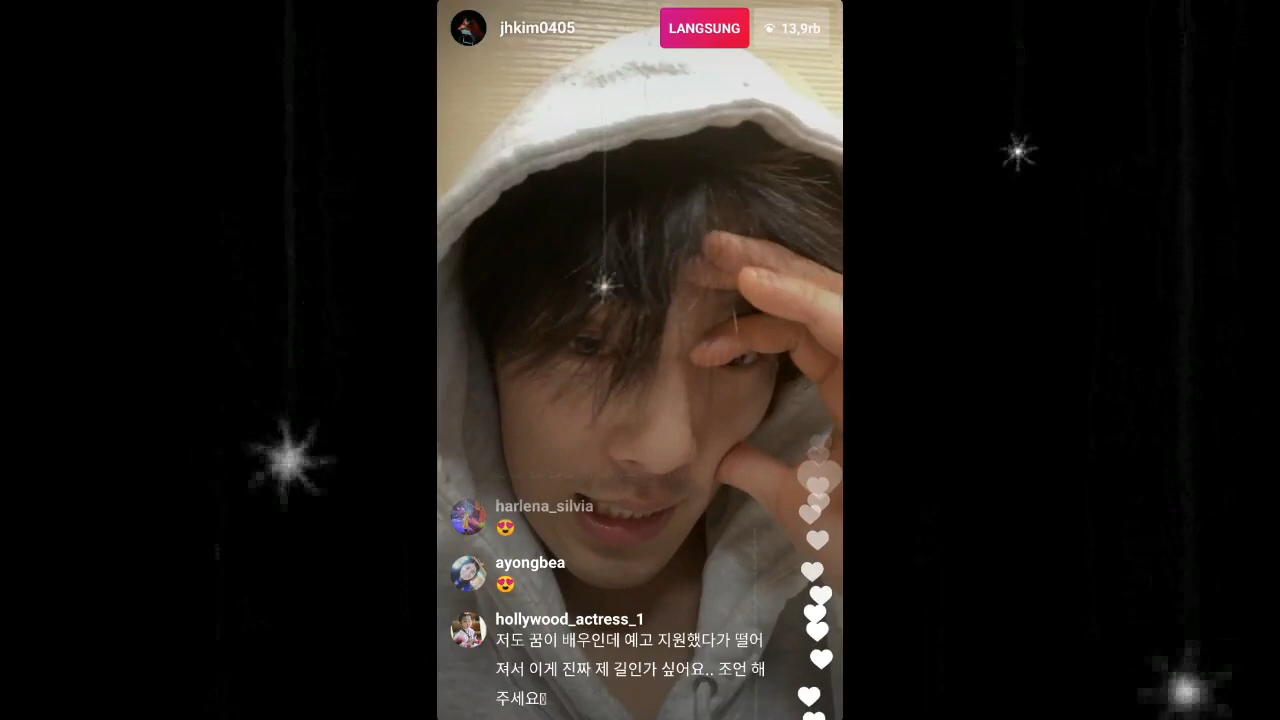 jhkim0405
LANGSUNG
13,9rb
harlena_silvia
😍
ayongbea
😍
hollywood_actress_1
저도 꿈이 배우인데 예고 지원했다가 떨어
져서 이게 진짜 제 길인가 싶어요.. 조언 해
주세요